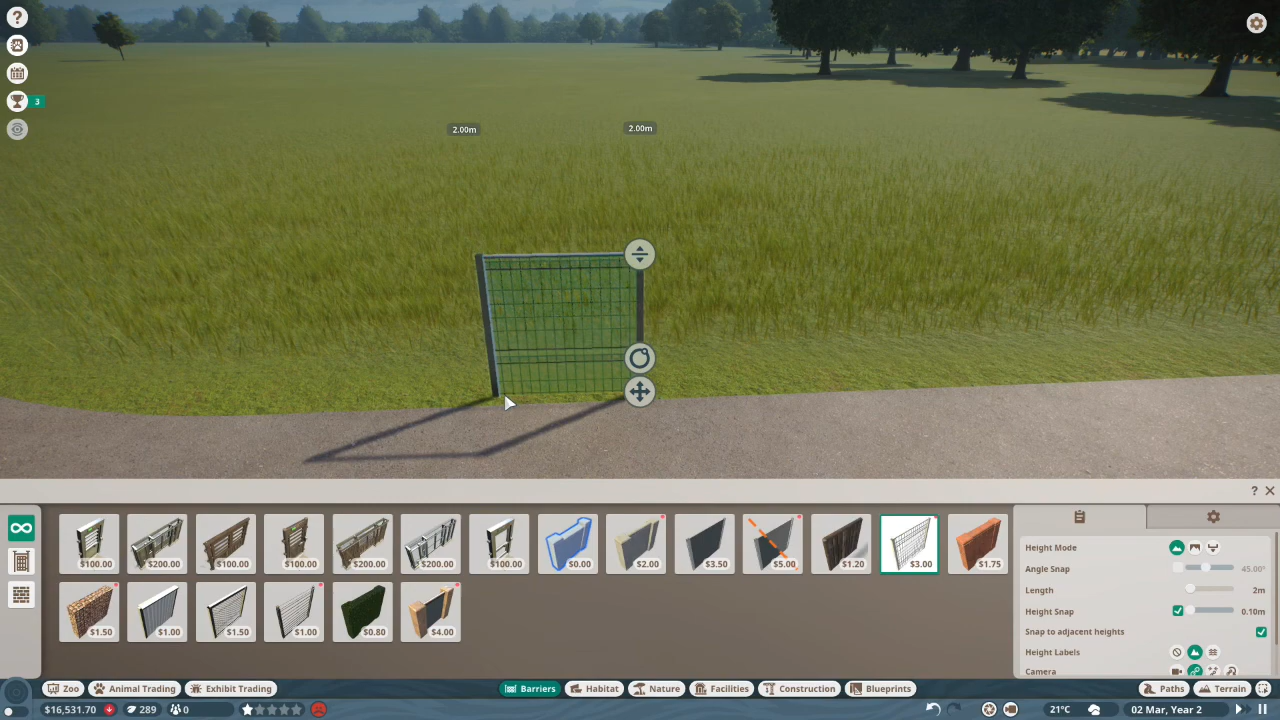 ?
3
2.00m
2.00m
?
$100.00
$200.00
$100.00
$100.00
$200.00
$200.00
$100.00
$0.00
$2.00
$3.50
$5.00
$1.20
$3.00
$1.75
$1.50
$1.00
$1.50
$1.00
$0.80
$4.00
Height Mode
Angle Snap
45.00°
Length
2m
Height Snap
0.10m
Snap to adjacent heights
Height Labels
Camera
Zoo
Animal Trading
Exhibit Trading
Barriers
Habitat
Nature
Facilities
Construction
Blueprints
Paths
Terrain
$16,531.70
289
0
21°C
02 Mar, Year 2